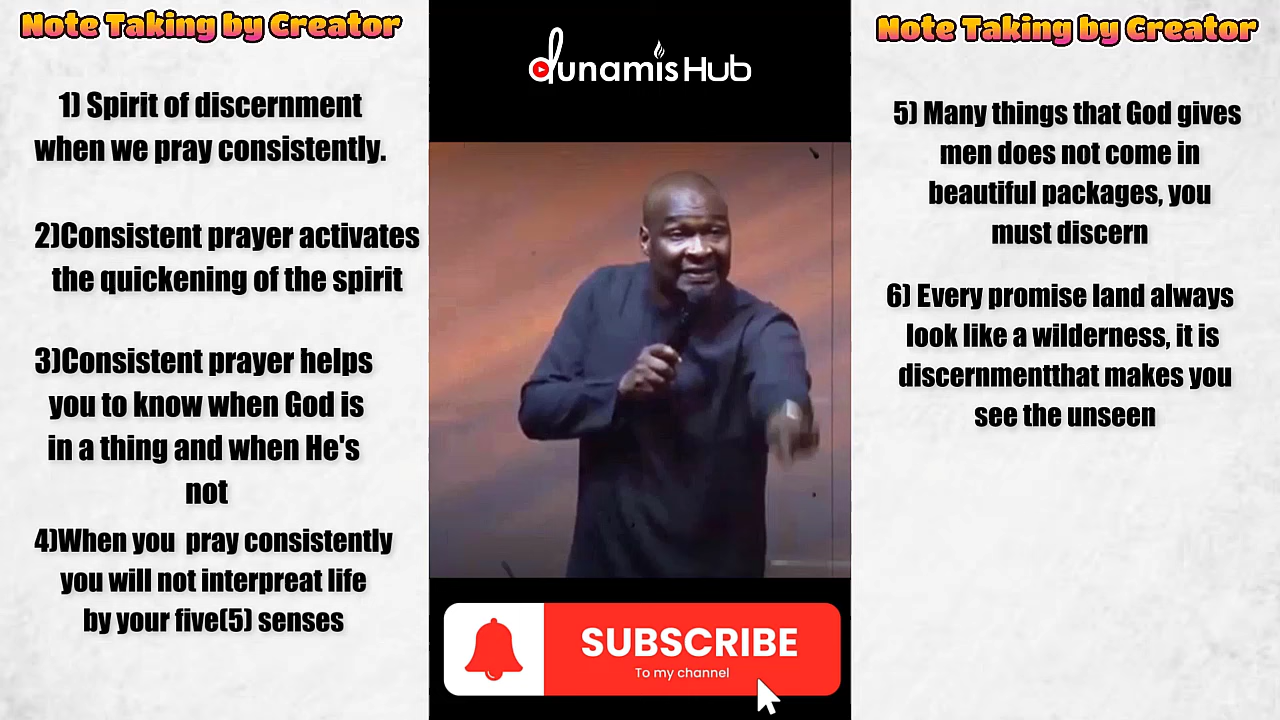 Note Taking by Creator
1) Spirit of discernment
when we pray consistently.
2)Consistent prayer activates
the quickening of the spirit
3)Consistent prayer helps
you to know when God is
in a thing and when He's
not
4)When you pray consistently
you will not interpreat life
by your five(5) senses
dunamis Hub
SUBSCRIBE
To my channel
Note Taking by Creator
5) Many things that God gives
men does not come in
beautiful packages, you
must discern
6) Every promise land always
look like a wilderness, it is
discernmentthat makes you
see the unseen